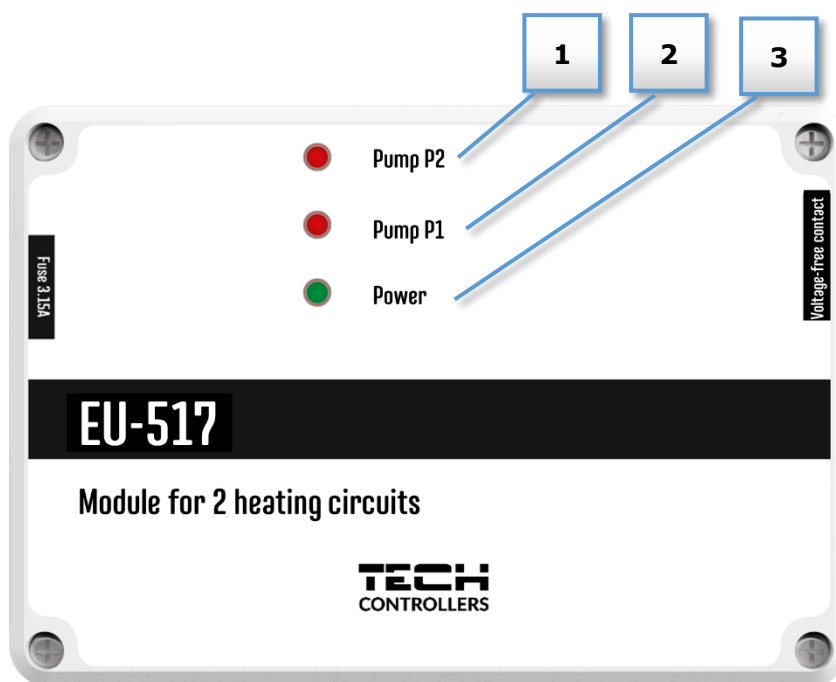 1
2
3
Pump P2
Pump P1
Power
Fuse 3.15A
Voltage-free contact
EU-517
Module for 2 heating circuits
TECH
CONTROLLERS